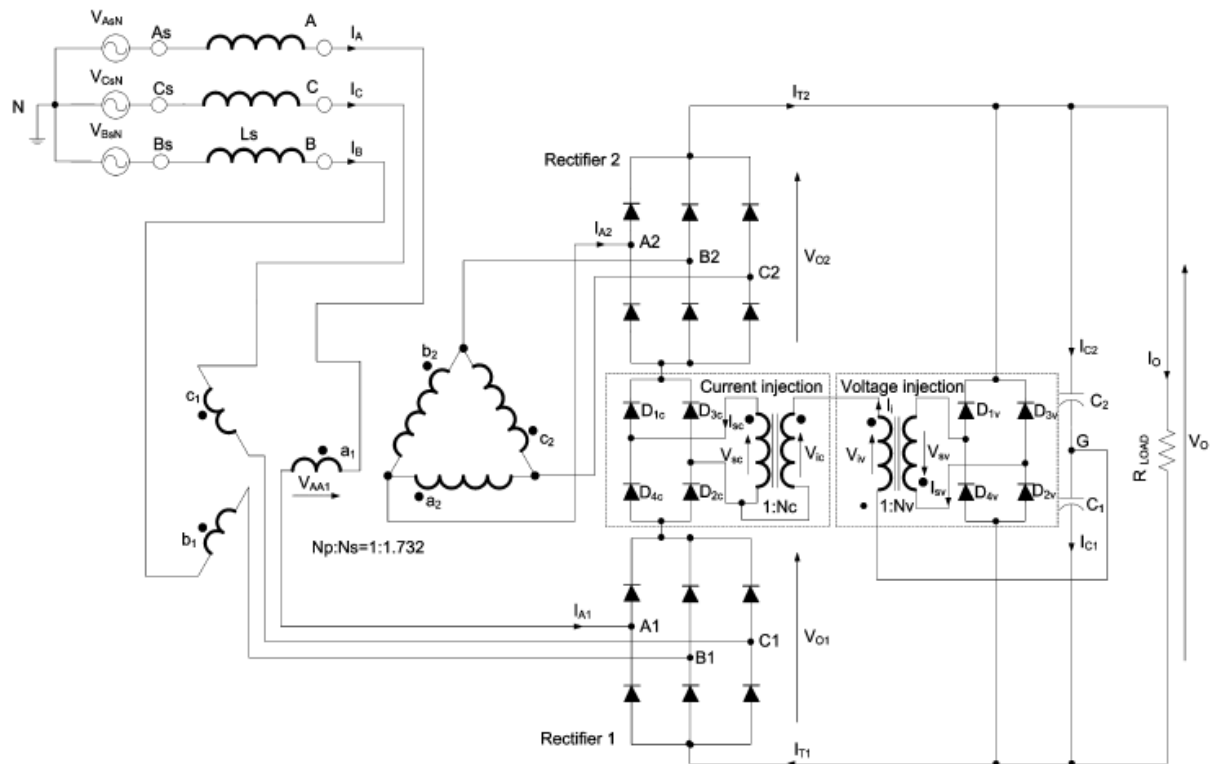 VAsN As A IA
VCsN Cs C IC
N
VBsN Bs Ls B IB
IT2
Rectifier 2
IA2 A2
B2
C2
VO2
b2
c2
a2
c1
a1
VAA1
b1
Np:Ns=1:1.732
Current injection
D1c D3c Isc
Vsc Vic
D4c D2c
1:Nc
Voltage injection
Ii D1v D3v
Viv Vsv
Isv D4v D2v
1:Nv
IC2
C2
G
C1
IC1
IO
R LOAD
VO
IA1 A1
C1
B1
VO1
Rectifier 1
IT1